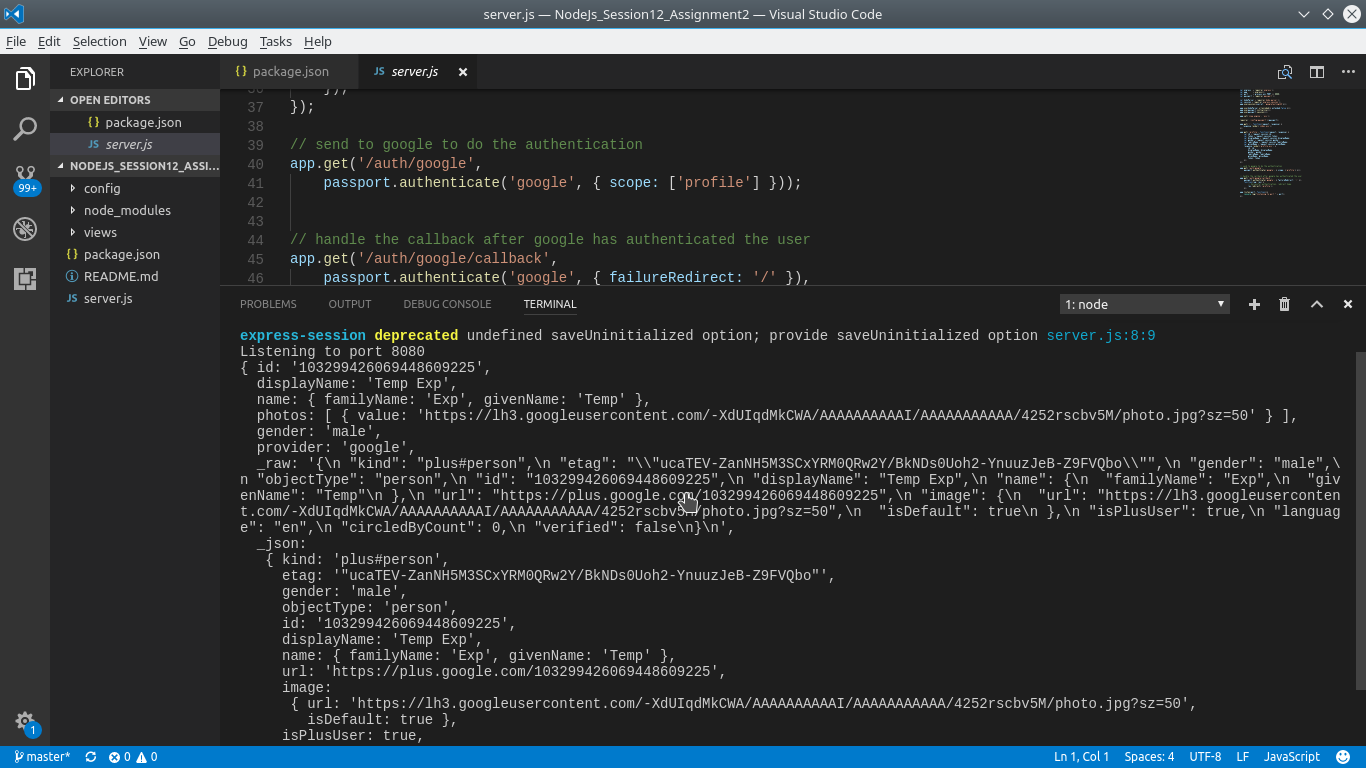 server.js — NodeJs_Session12_Assignment2 — Visual Studio Code
File Edit Selection View Go Debug Tasks Help
EXPLORER
OPEN EDITORS
package.json
JS server.js
NODEJS_SESSION12_ASSI...
config
node_modules
views
package.json
README.md
JS server.js
99+
1
package.json JS server.js
36 });
37 });
38
39 // send to google to do the authentication
40 app.get('/auth/google',
41 passport.authenticate('google', { scope: ['profile'] }));
42
43
44 // handle the callback after google has authenticated the user
45 app.get('/auth/google/callback',
46 passport.authenticate('google', { failureRedirect: '/' }),
PROBLEMS OUTPUT DEBUG CONSOLE TERMINAL 1: node
express-session deprecated undefined saveUninitialized option; provide saveUninitialized option server.js:8:9
Listening to port 8080
{ id: '103299426069448609225',
displayName: 'Temp Exp',
name: { familyName: 'Exp', givenName: 'Temp' },
photos: [ { value: 'https://lh3.googleusercontent.com/-XdUIqdMkCWA/AAAAAAAAAAI/AAAAAAAAAAA/4252rscbv5M/photo.jpg?sz=50' } ],
gender: 'male',
provider: 'google',
_raw: '{\n "kind": "plus#person",\n "etag": "\\"ucaTEV-ZanNH5M3SCxYRM0QRw2Y/BkNDs0Uoh2-YnuuzJeB-Z9FVQbo\\"",\n "gender": "male",\
n "objectType": "person",\n "id": "103299426069448609225",\n "displayName": "Temp Exp",\n "name": {\n  "familyName": "Exp",\n  "giv
enName": "Temp"\n },\n "url": "https://plus.google.com/103299426069448609225",\n "image": {\n  "url": "https://lh3.googleuserconten
t.com/-XdUIqdMkCWA/AAAAAAAAAAI/AAAAAAAAAAA/4252rscbv5M/photo.jpg?sz=50",\n  "isDefault": true\n },\n "isPlusUser": true,\n "languag
e": "en",\n "circledByCount": 0,\n "verified": false\n}\n',
_json:
{ kind: 'plus#person',
etag: '"ucaTEV-ZanNH5M3SCxYRM0QRw2Y/BkNDs0Uoh2-YnuuzJeB-Z9FVQbo"',
gender: 'male',
objectType: 'person',
id: '103299426069448609225',
displayName: 'Temp Exp',
name: { familyName: 'Exp', givenName: 'Temp' },
url: 'https://plus.google.com/103299426069448609225',
image:
{ url: 'https://lh3.googleusercontent.com/-XdUIqdMkCWA/AAAAAAAAAAI/AAAAAAAAAAA/4252rscbv5M/photo.jpg?sz=50',
isDefault: true },
isPlusUser: true,
master* 0 0 Ln 1, Col 1 Spaces: 4 UTF-8 LF JavaScript